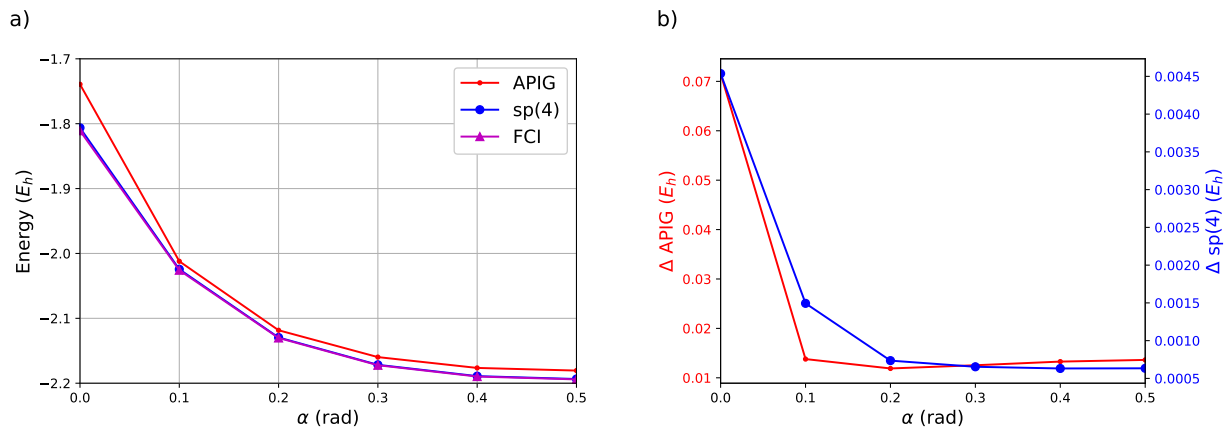 a)
Energy (E_h)
−1.7
−1.8
−1.9
−2.0
−2.1
−2.2
0.0 0.1 0.2 0.3 0.4 0.5
α (rad)
APIG
sp(4)
FCI
b)
Δ APIG (E_h)
0.07
0.06
0.05
0.04
0.03
0.02
0.01
0.0 0.1 0.2 0.3 0.4 0.5
α (rad)
0.0045
0.0040
0.0035
0.0030
0.0025
0.0020
0.0015
0.0010
0.0005
Δ sp(4) (E_h)